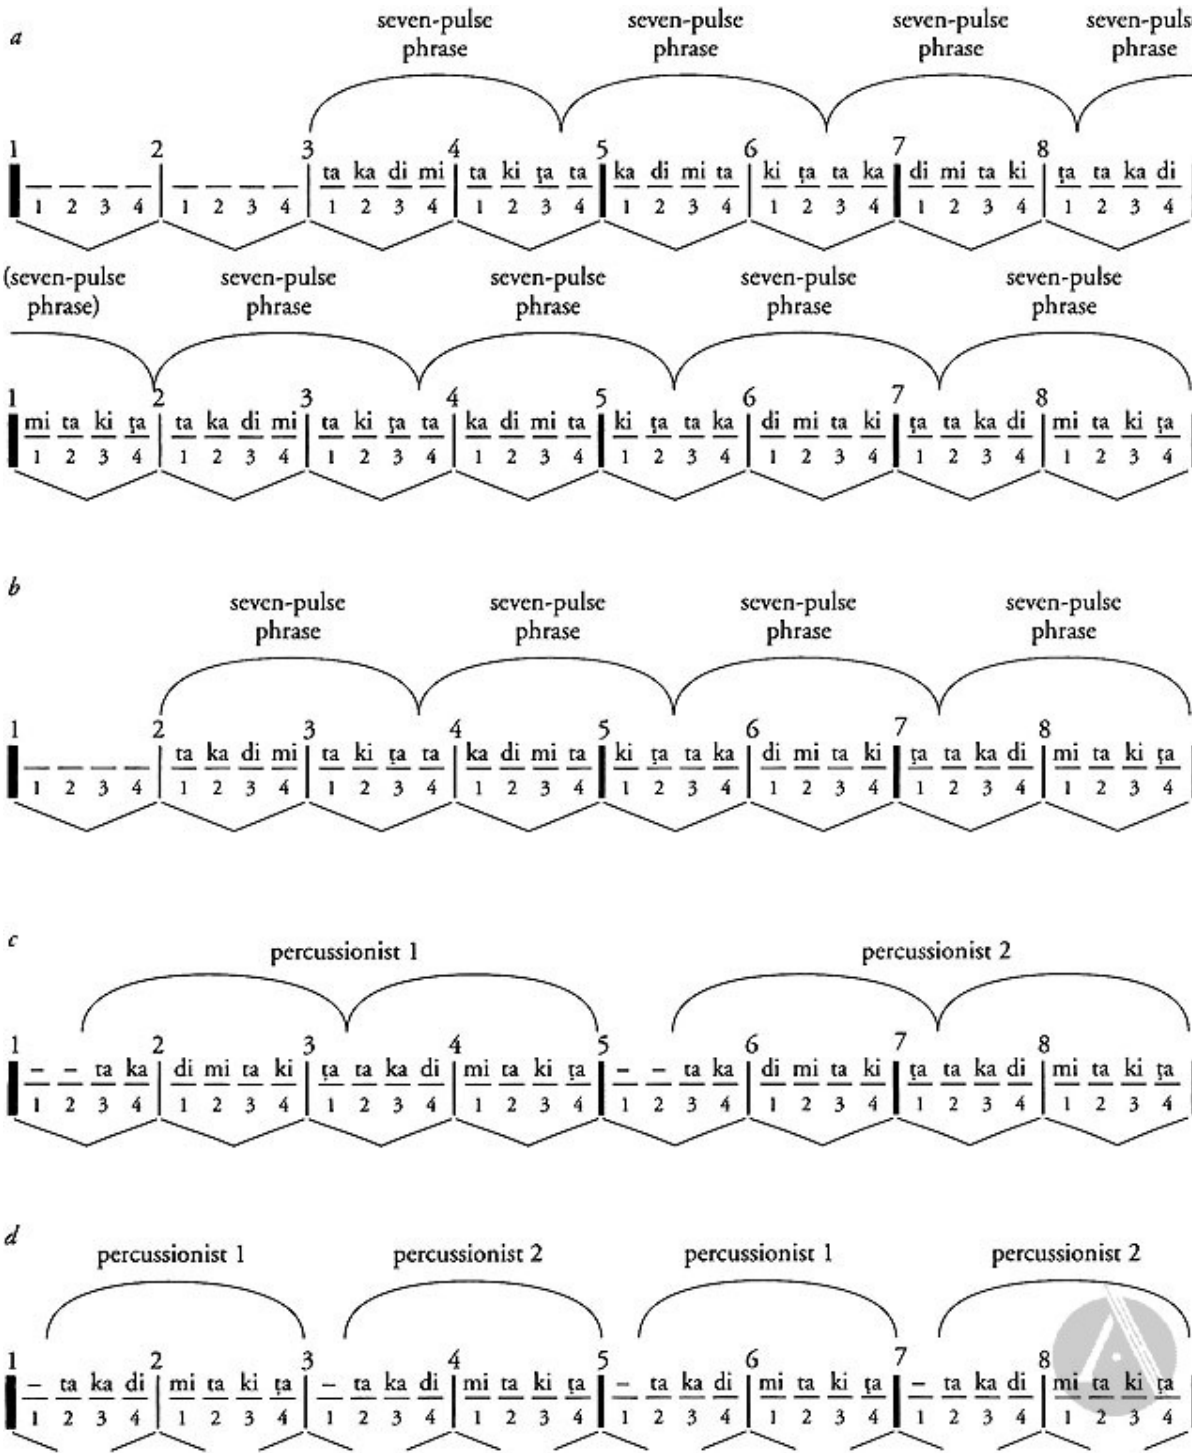 a
seven-pulse seven-pulse seven-pulse seven-puls
phrase phrase phrase phrase
1 2 3 4 5 6 7 8
ta ka di mi ta ki ṭa ta ka di mi ta ki ṭa ta ka di mi ta ki ṭa ta ka di
1 2 3 4 1 2 3 4 1 2 3 4 1 2 3 4 1 2 3 4 1 2 3 4 1 2 3 4 1 2 3 4
(seven-pulse seven-pulse seven-pulse seven-pulse seven-pulse
phrase) phrase phrase phrase phrase
1 2 3 4 5 6 7 8
mi ta ki ṭa ta ka di mi ta ki ṭa ta ka di mi ta ki ṭa ta ka di mi ta ki ṭa ta ka di mi ta ki ṭa
1 2 3 4 1 2 3 4 1 2 3 4 1 2 3 4 1 2 3 4 1 2 3 4 1 2 3 4 1 2 3 4
b
seven-pulse seven-pulse seven-pulse seven-pulse
phrase phrase phrase phrase
1 2 3 4 5 6 7 8
ta ka di mi ta ki ṭa ta ka di mi ta ki ṭa ta ka di mi ta ki ṭa ta ka di mi ta ki ṭa
1 2 3 4 1 2 3 4 1 2 3 4 1 2 3 4 1 2 3 4 1 2 3 4 1 2 3 4 1 2 3 4
c
percussionist 1 percussionist 2
1 2 3 4 5 6 7 8
– – ta ka di mi ta ki ṭa ta ka di mi ta ki ṭa – – ta ka di mi ta ki ṭa ta ka di mi ta ki ṭa
1 2 3 4 1 2 3 4 1 2 3 4 1 2 3 4 1 2 3 4 1 2 3 4 1 2 3 4 1 2 3 4
d
percussionist 1 percussionist 2 percussionist 1 percussionist 2
1 2 3 4 5 6 7 8
– ta ka di mi ta ki ṭa – ta ka di mi ta ki ṭa – ta ka di mi ta ki ṭa – ta ka di mi ta ki ṭa
1 2 3 4 1 2 3 4 1 2 3 4 1 2 3 4 1 2 3 4 1 2 3 4 1 2 3 4 1 2 3 4